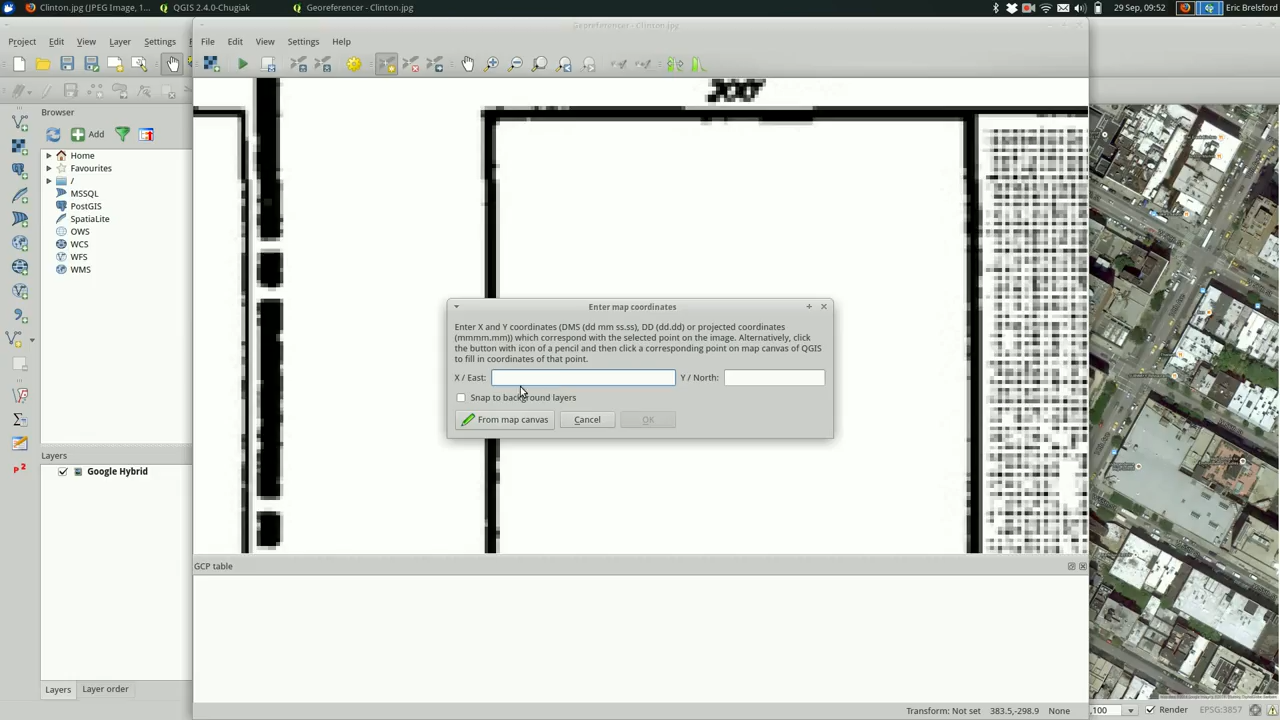 Clinton.jpg (JPEG Image, 1...
QGIS 2.4.0-Chugiak
Georeferencer - Clinton.jpg
29 Sep, 09:52
Eric Brelsford
Georeferencer - Clinton.jpg
Project Edit View Layer Settings
File Edit View Settings Help
Browser
Add
Home
Favourites
/
MSSQL
PostGIS
SpatiaLite
OWS
WCS
WFS
WMS
Layers
Google Hybrid
Layers
Layer order
Enter map coordinates
Enter X and Y coordinates (DMS (dd mm ss.ss), DD (dd.dd) or projected coordinates
(mmmm.mm)) which correspond with the selected point on the image. Alternatively, click
the button with icon of a pencil and then click a corresponding point on map canvas of QGIS
to fill in coordinates of that point.
X / East:
Y / North:
Snap to background layers
From map canvas
Cancel
OK
GCP table
Transform: Not set
383.5,-298.9
None
,100
Render
EPSG:3857